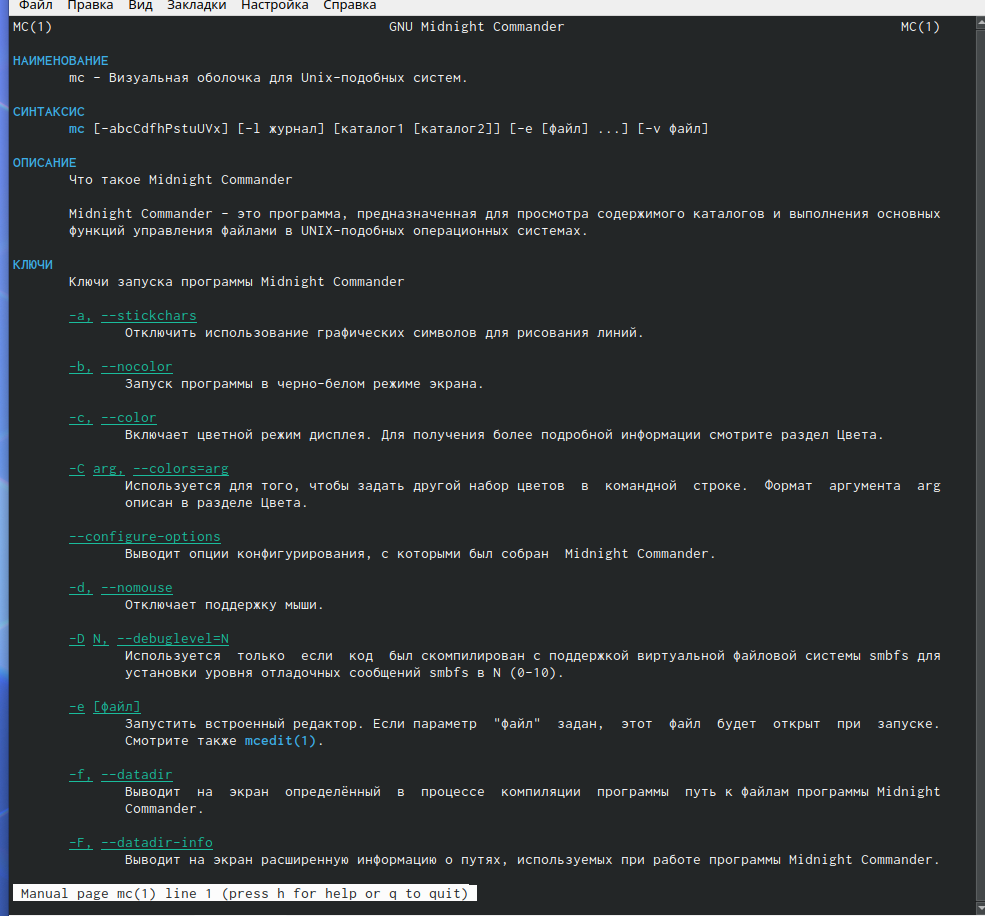 Файл Правка Вид Закладки Настройка Справка
MC(1) GNU Midnight Commander MC(1)
НАИМЕНОВАНИЕ
mc - Визуальная оболочка для Unix-подобных систем.
СИНТАКСИС
mc [-abcCdfhPstuUVx] [-l журнал] [каталог1 [каталог2]] [-e [файл] ...] [-v файл]
ОПИСАНИЕ
Что такое Midnight Commander
Midnight Commander - это программа, предназначенная для просмотра содержимого каталогов и выполнения основных
функций управления файлами в UNIX-подобных операционных системах.
КЛЮЧИ
Ключи запуска программы Midnight Commander
-a, --stickchars
Отключить использование графических символов для рисования линий.
-b, --nocolor
Запуск программы в черно-белом режиме экрана.
-c, --color
Включает цветной режим дисплея. Для получения более подробной информации смотрите раздел Цвета.
-C arg, --colors=arg
Используется для того, чтобы задать другой набор цветов в командной строке. Формат аргумента arg
описан в разделе Цвета.
--configure-options
Выводит опции конфигурирования, с которыми был собран Midnight Commander.
-d, --nomouse
Отключает поддержку мыши.
-D N, --debuglevel=N
Используется только если код был скомпилирован с поддержкой виртуальной файловой системы smbfs для
установки уровня отладочных сообщений smbfs в N (0-10).
-e [файл]
Запустить встроенный редактор. Если параметр "файл" задан, этот файл будет открыт при запуске.
Смотрите также mcedit(1).
-f, --datadir
Выводит на экран определённый в процессе компиляции программы путь к файлам программы Midnight
Commander.
-F, --datadir-info
Выводит на экран расширенную информацию о путях, используемых при работе программы Midnight Commander.
Manual page mc(1) line 1 (press h for help or q to quit)